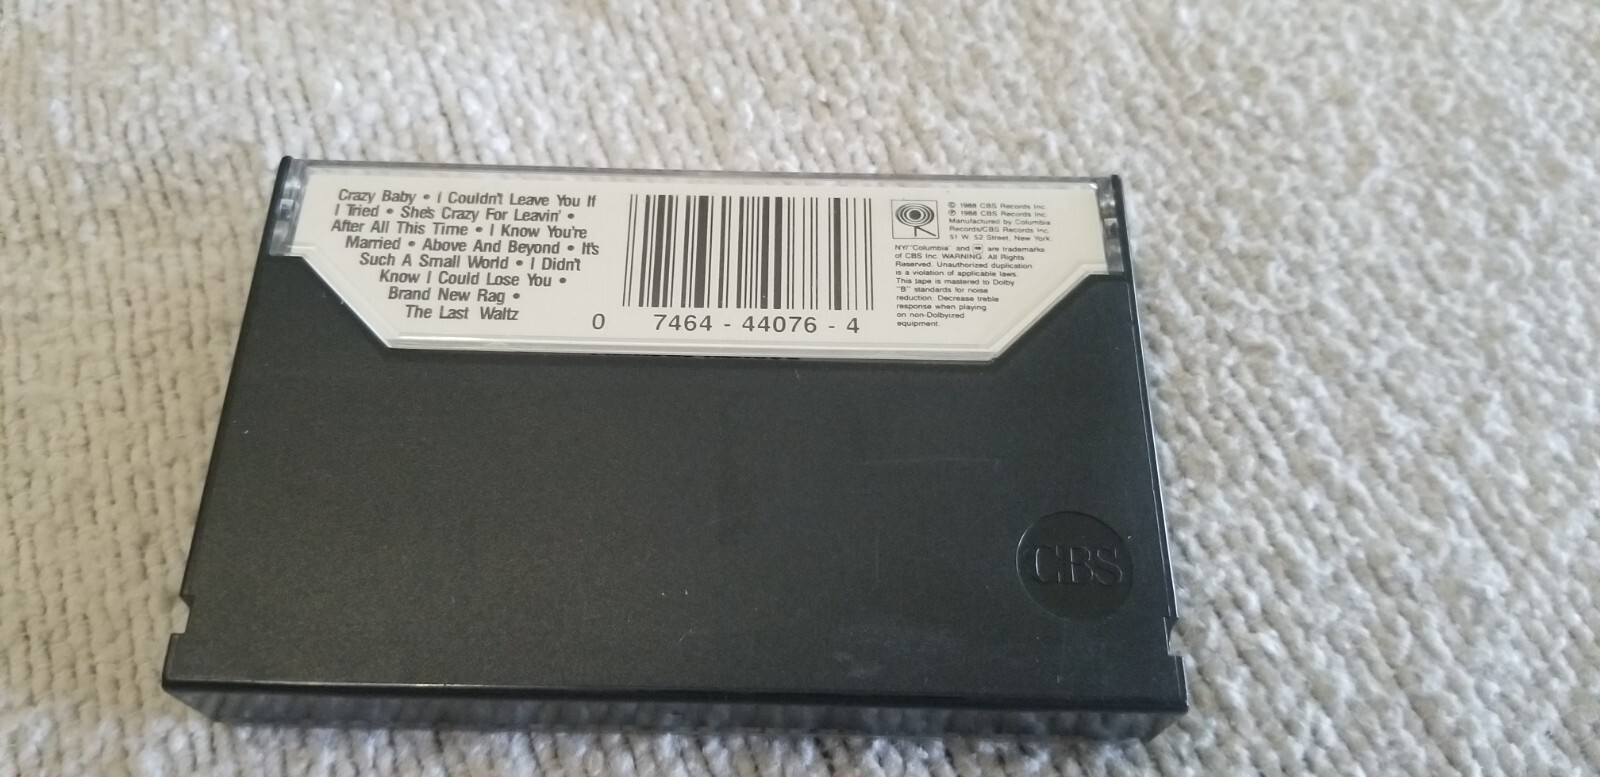 Crazy Baby • I Couldn't Leave You If
I Tried • She's Crazy For Leavin' •
After All This Time • I Know You're
Married • Above And Beyond • It's
Such A Small World • I Didn't
Know I Could Lose You •
Brand New Rag •
The Last Waltz
0 7464 - 44076 - 4
© 1988 CBS Records Inc.
℗ 1988 CBS Records Inc.
Manufactured by Columbia
Records/CBS Records Inc.
51 W. 52 Street, New York,
NY/"Columbia" and are trademarks
of CBS Inc. WARNING: All Rights
Reserved. Unauthorized duplication
is a violation of applicable laws.
This tape is mastered to Dolby
"B" standards for noise
reduction. Decrease treble
response when playing
on non-Dolbyized
equipment.
CBS